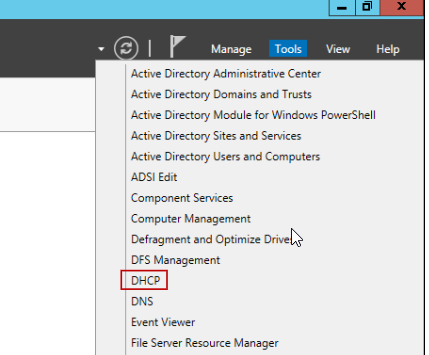 Manage Tools View Help
Active Directory Administrative Center
Active Directory Domains and Trusts
Active Directory Module for Windows PowerShell
Active Directory Sites and Services
Active Directory Users and Computers
ADSI Edit
Component Services
Computer Management
Defragment and Optimize Drives
DFS Management
DHCP
DNS
Event Viewer
File Server Resource Manager